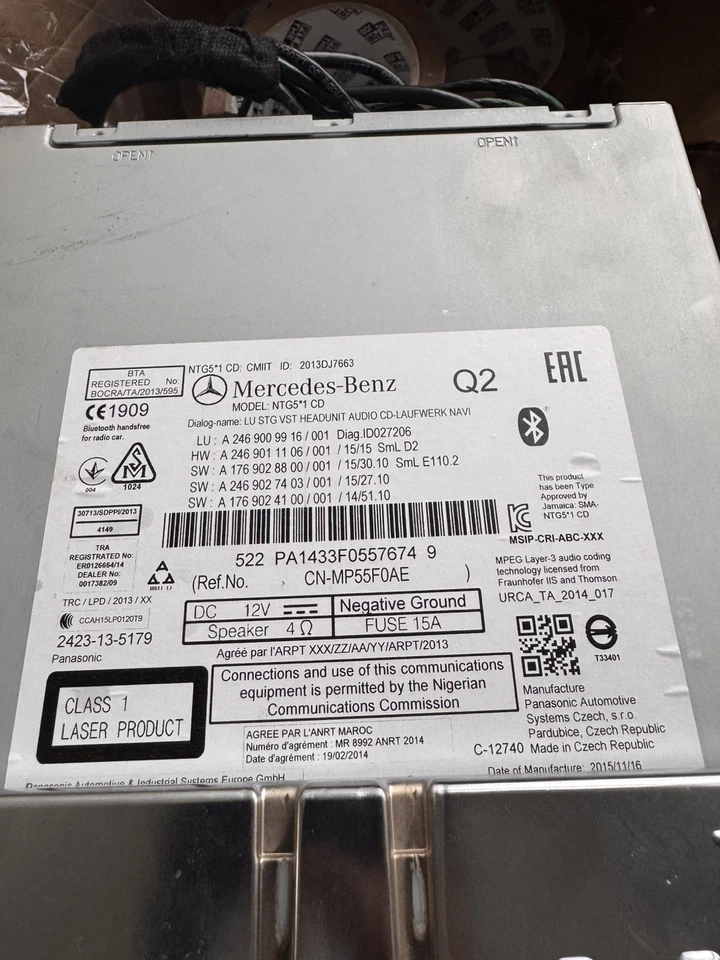 OPEN↑
OPEN↑
BTA
REGISTERED No:
BOCRA/TA/2013/595
NTG5*1 CD: CMIIT ID: 2013DJ7663
Mercedes-Benz
Q2
EAC
MODEL: NTG5*1 CD
CE1909
Bluetooth handsfree
for radio car.
Dialog-name: LU STG VST HEADUNIT AUDIO CD-LAUFWERK NAVI
LU : A 246 900 99 16 / 001 Diag.ID027206
HW : A 246 901 11 06 / 001 / 15/15 SmL D2
SW : A 176 902 88 00 / 001 / 15/30.10 SmL E110.2
SW : A 246 902 74 03 / 001 / 15/27.10
SW : A 176 902 41 00 / 001 / 14/51.10
004
1024
30713/SDPPI/2013
4149
This product
has been Type
Approved by
Jamaica: SMA-
NTG5*1 CD
MSIP-CRI-ABC-XXX
TRA
REGISTERED No:
ER0126664/14
DEALER No:
0017382/09
522 PA1433F0557674 9
(Ref.No. CN-MP55F0AE )
MPEG Layer-3 audio coding
technology licensed from
Fraunhofer IIS and Thomson
URCA_TA_2014_017
TRC / LPD / 2013 / XX
CCAH15LP0120T9
2423-13-5179
Panasonic
DC 12V Negative Ground
Speaker 4 Ω FUSE 15A
T33401
Agréé par l'ARPT XXX/ZZ/AA/YY/ARPT/2013
CLASS 1
LASER PRODUCT
Connections and use of this communications
equipment is permitted by the Nigerian
Communications Commission
Manufacture
Panasonic Automotive
Systems Czech, s.r.o.
Pardubice, Czech Republic
C-12740 Made in Czech Republic
AGREE PAR L'ANRT MAROC
Numéro d'agrément : MR 8992 ANRT 2014
Date d'agrément : 19/02/2014
Date of Manufacture: 2015/11/16
Panasonic Automotive & Industrial Systems Europe GmbH